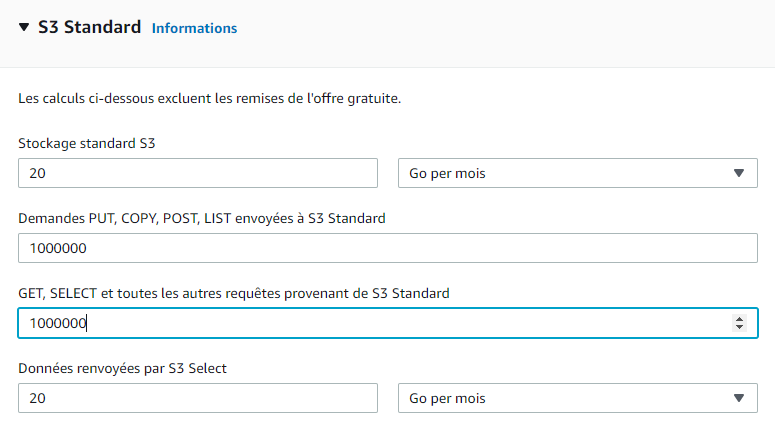 S3 Standard Informations
Les calculs ci-dessous excluent les remises de l'offre gratuite.
Stockage standard S3
20 Go per mois
Demandes PUT, COPY, POST, LIST envoyées à S3 Standard
1000000
GET, SELECT et toutes les autres requêtes provenant de S3 Standard
1000000
Données renvoyées par S3 Select
20 Go per mois